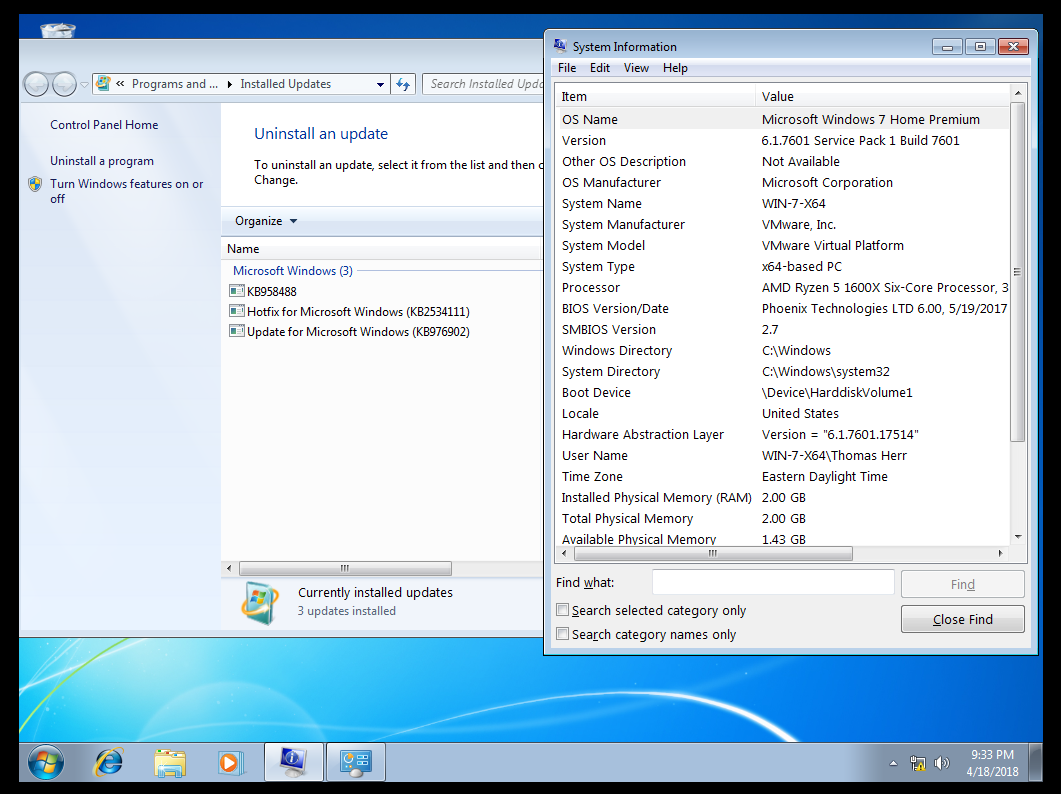 « Programs and ... ▸ Installed Updates
Search Installed Upda
Control Panel Home
Uninstall a program
Turn Windows features on or
off
Uninstall an update
To uninstall an update, select it from the list and then c
Change.
Organize
Name
Microsoft Windows (3)
KB958488
Hotfix for Microsoft Windows (KB2534111)
Update for Microsoft Windows (KB976902)
Currently installed updates
3 updates installed
System Information
File Edit View Help
Item Value
OS Name Microsoft Windows 7 Home Premium
Version 6.1.7601 Service Pack 1 Build 7601
Other OS Description Not Available
OS Manufacturer Microsoft Corporation
System Name WIN-7-X64
System Manufacturer VMware, Inc.
System Model VMware Virtual Platform
System Type x64-based PC
Processor AMD Ryzen 5 1600X Six-Core Processor, 3
BIOS Version/Date Phoenix Technologies LTD 6.00, 5/19/2017
SMBIOS Version 2.7
Windows Directory C:\Windows
System Directory C:\Windows\system32
Boot Device \Device\HarddiskVolume1
Locale United States
Hardware Abstraction Layer Version = "6.1.7601.17514"
User Name WIN-7-X64\Thomas Herr
Time Zone Eastern Daylight Time
Installed Physical Memory (RAM) 2.00 GB
Total Physical Memory 2.00 GB
Available Physical Memory 1.43 GB
Find what:
Find
Search selected category only
Close Find
Search category names only
9:33 PM
4/18/2018